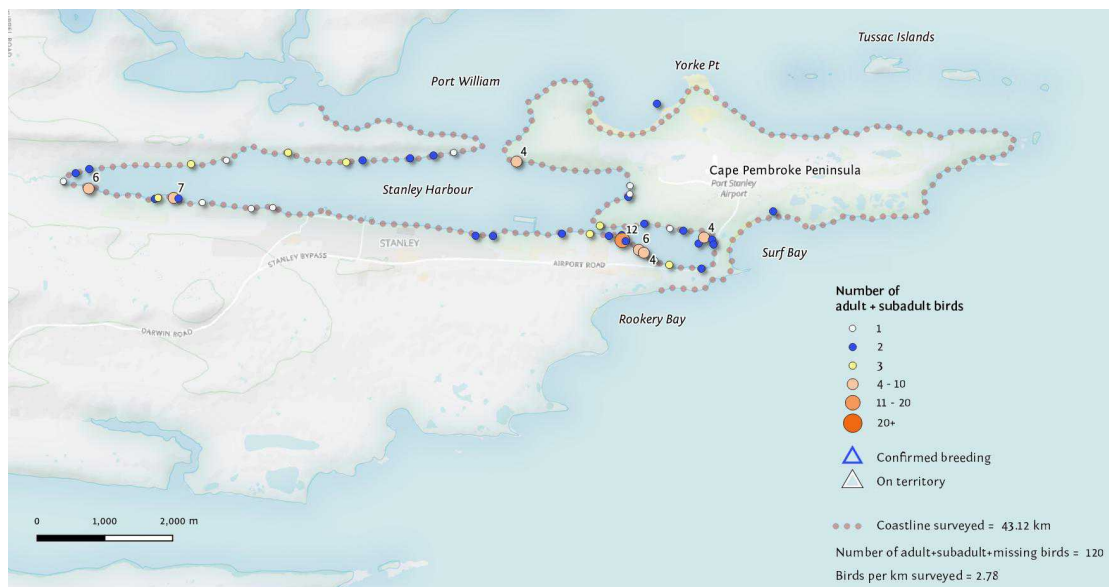 Tussac Islands
Yorke Pt
Port William
4
Cape Pembroke Peninsula
Port Stanley
Airport
6
7
Stanley Harbour
12
6
4
4
STANLEY
STANLEY BYPASS
AIRPORT ROAD
Surf Bay
DARWIN ROAD
Rookery Bay
Number of
adult + subadult birds
1
2
3
4 - 10
11 - 20
20+
Confirmed breeding
On territory
0 1,000 2,000 m
Coastline surveyed = 43.12 km
Number of adult+subadult+missing birds = 120
Birds per km surveyed = 2.78